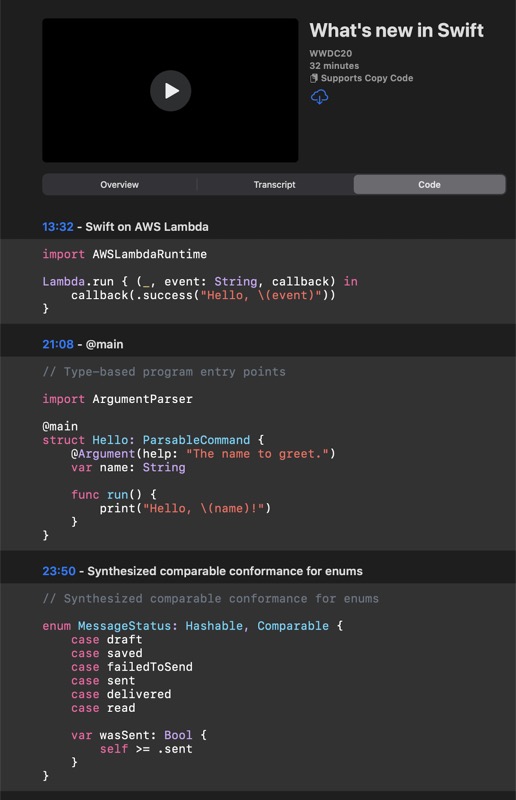 What's new in Swift
WWDC20
32 minutes
Supports Copy Code
Overview
Transcript
Code
13:32 - Swift on AWS Lambda
import AWSLambdaRuntime
Lambda.run { (_, event: String, callback) in
    callback(.success("Hello, \(event)"))
}
21:08 - @main
// Type-based program entry points
import ArgumentParser
@main
struct Hello: ParsableCommand {
    @Argument(help: "The name to greet.")
    var name: String
    func run() {
        print("Hello, \(name)!")
    }
}
23:50 - Synthesized comparable conformance for enums
// Synthesized comparable conformance for enums
enum MessageStatus: Hashable, Comparable {
    case draft
    case saved
    case failedToSend
    case sent
    case delivered
    case read
    var wasSent: Bool {
        self >= .sent
    }
}